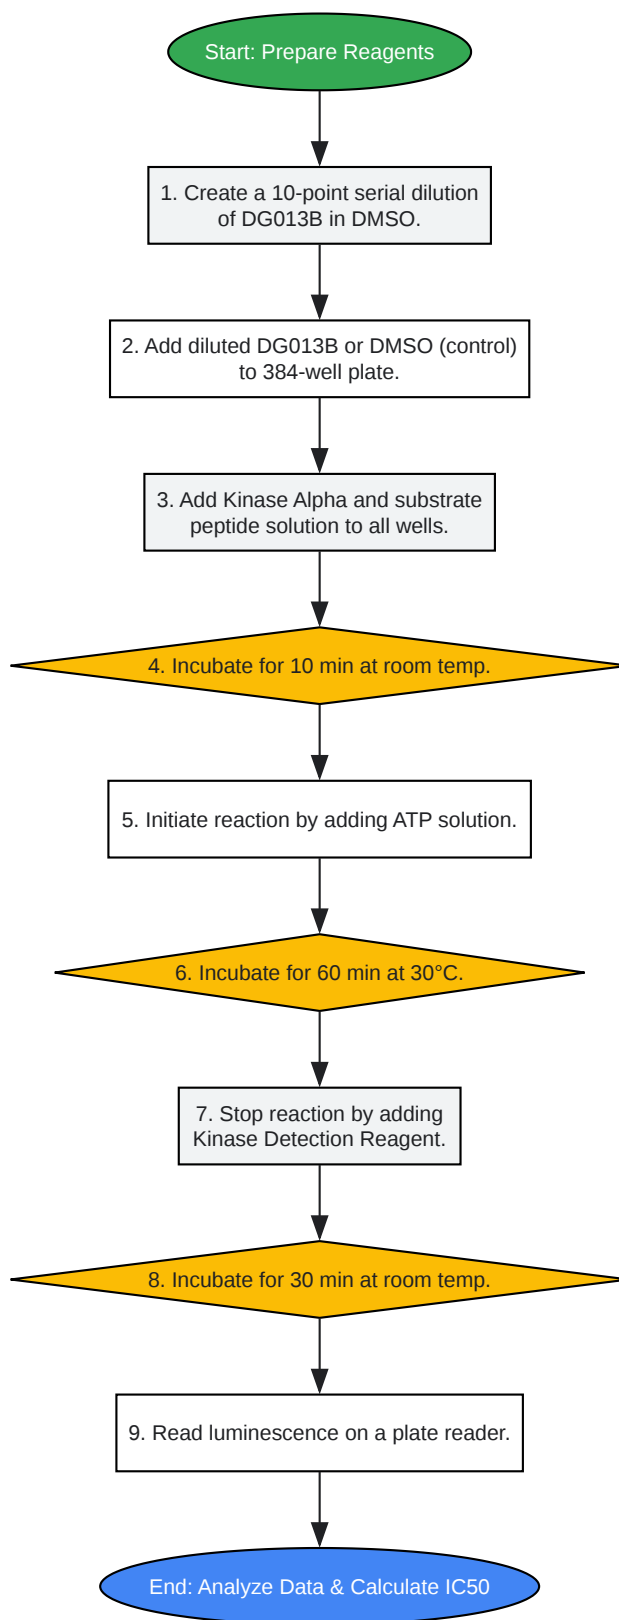 Start: Prepare Reagents
1. Create a 10-point serial dilution
of DG013B in DMSO.
2. Add diluted DG013B or DMSO (control)
to 384-well plate.
3. Add Kinase Alpha and substrate
peptide solution to all wells.
4. Incubate for 10 min at room temp.
5. Initiate reaction by adding ATP solution.
6. Incubate for 60 min at 30°C.
7. Stop reaction by adding
Kinase Detection Reagent.
8. Incubate for 30 min at room temp.
9. Read luminescence on a plate reader.
End: Analyze Data & Calculate IC50